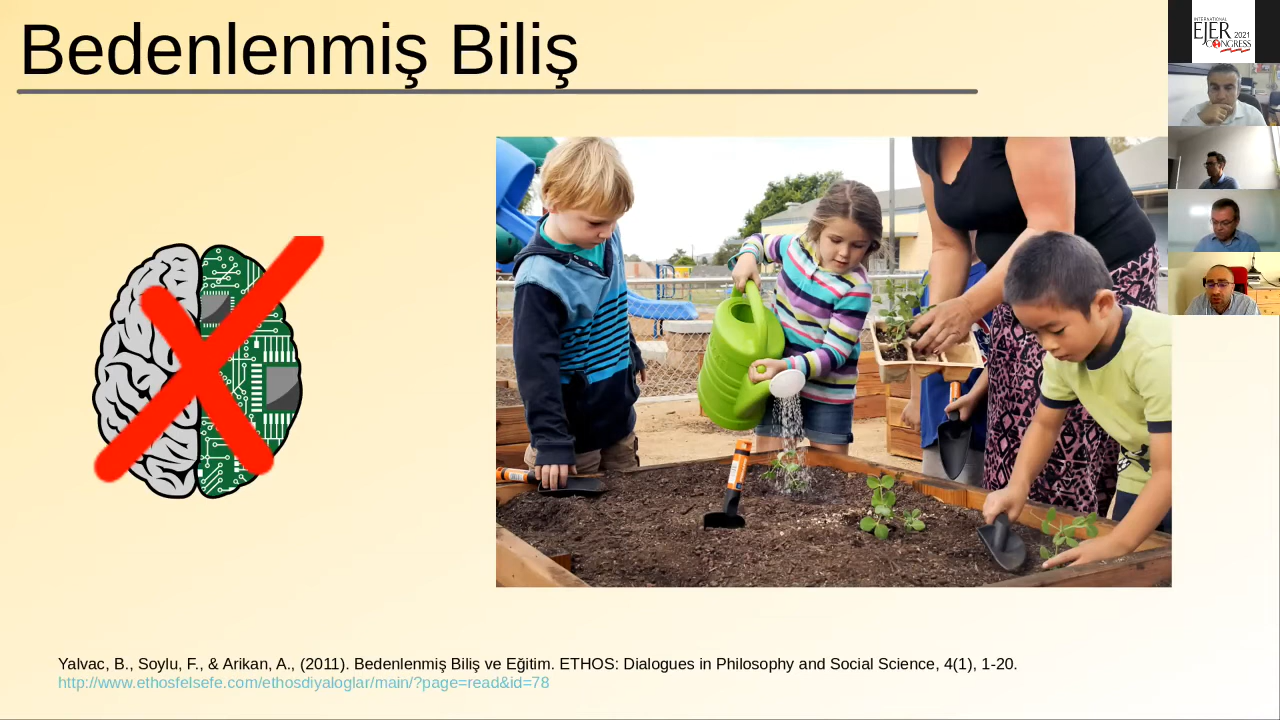 Bedenlenmiş Biliş
INTERNATIONAL
EJER 2021
CONGRESS
Yalvac, B., Soylu, F., & Arikan, A., (2011). Bedenlenmiş Biliş ve Eğitim. ETHOS: Dialogues in Philosophy and Social Science, 4(1), 1-20.
http://www.ethosfelsefe.com/ethosdiyaloglar/main/?page=read&id=78